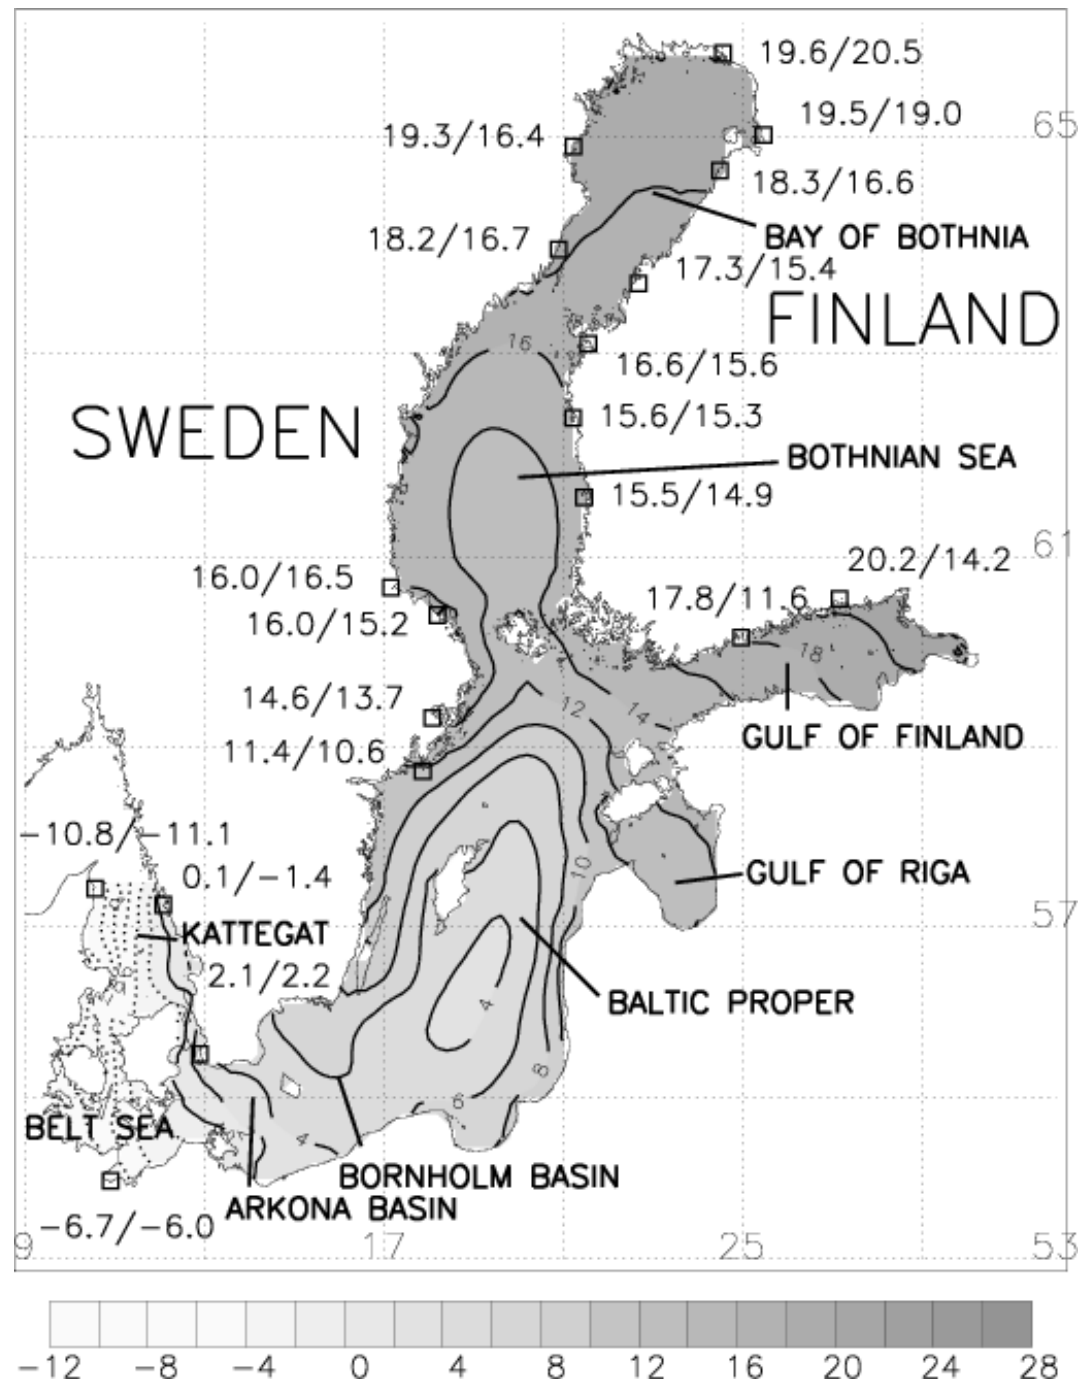 19.6/20.5
19.5/19.0
65
19.3/16.4
18.3/16.6
18.2/16.7
BAY OF BOTHNIA
17.3/15.4
FINLAND
16
16.6/15.6
SWEDEN
15.6/15.3
BOTHNIAN SEA
15.5/14.9
61
20.2/14.2
16.0/16.5
17.8/11.6
16.0/15.2
18
14.6/13.7
12
14
GULF OF FINLAND
11.4/10.6
-10.8/-11.1
0.1/-1.4
10
GULF OF RIGA
57
KATTEGAT
2.1/2.2
4
BALTIC PROPER
8
6
BELT SEA
4
BORNHOLM BASIN
ARKONA BASIN
-6.7/-6.0
9
17
25
53
-12 -8 -4 0 4 8 12 16 20 24 28